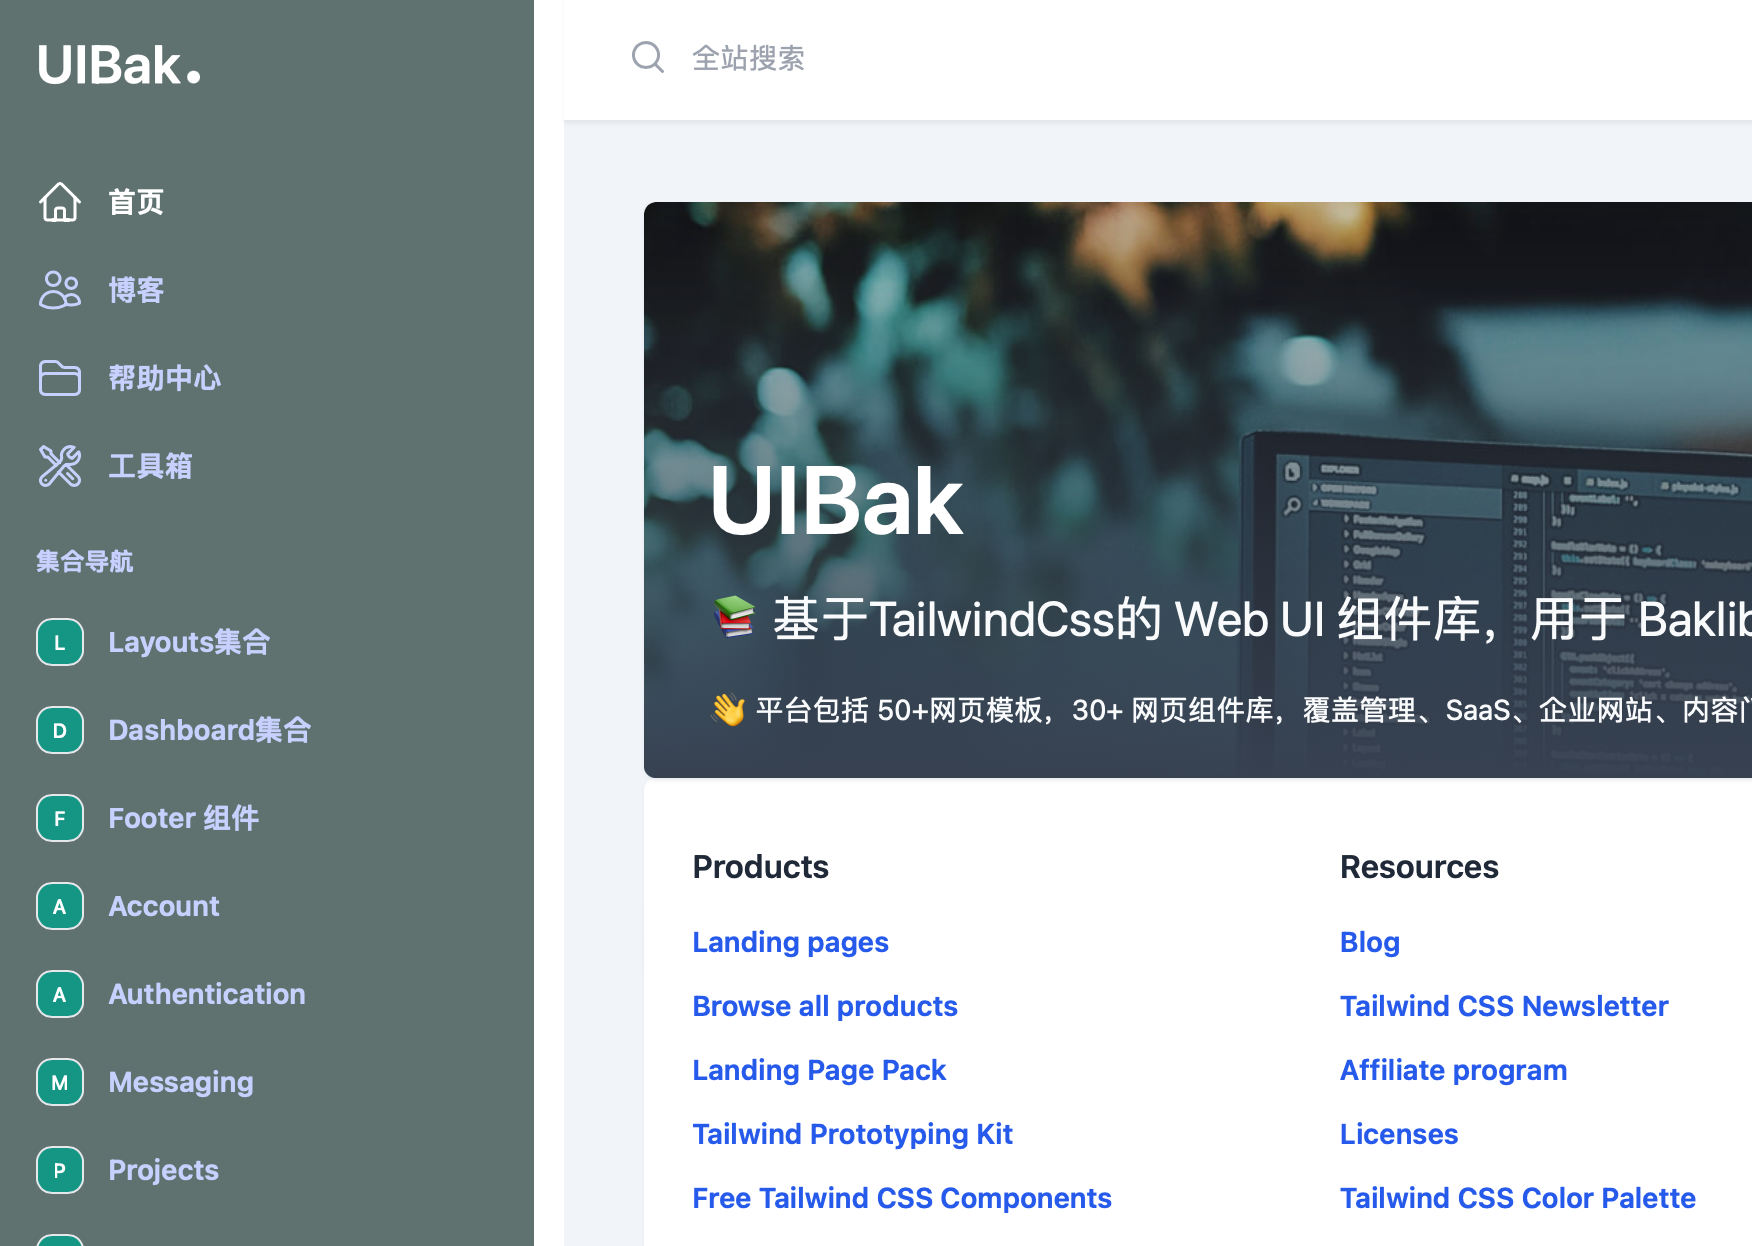 UIBak.
全站搜索
首页
博客
帮助中心
工具箱
集合导航
L Layouts集合
D Dashboard集合
F Footer 组件
A Account
A Authentication
M Messaging
P Projects
UIBak
📚 基于TailwindCss的 Web UI 组件库，用于 Baklib
👋 平台包括 50+网页模板，30+ 网页组件库，覆盖管理、SaaS、企业网站、内容门
Products
Landing pages
Browse all products
Landing Page Pack
Tailwind Prototyping Kit
Free Tailwind CSS Components
Resources
Blog
Tailwind CSS Newsletter
Affiliate program
Licenses
Tailwind CSS Color Palette